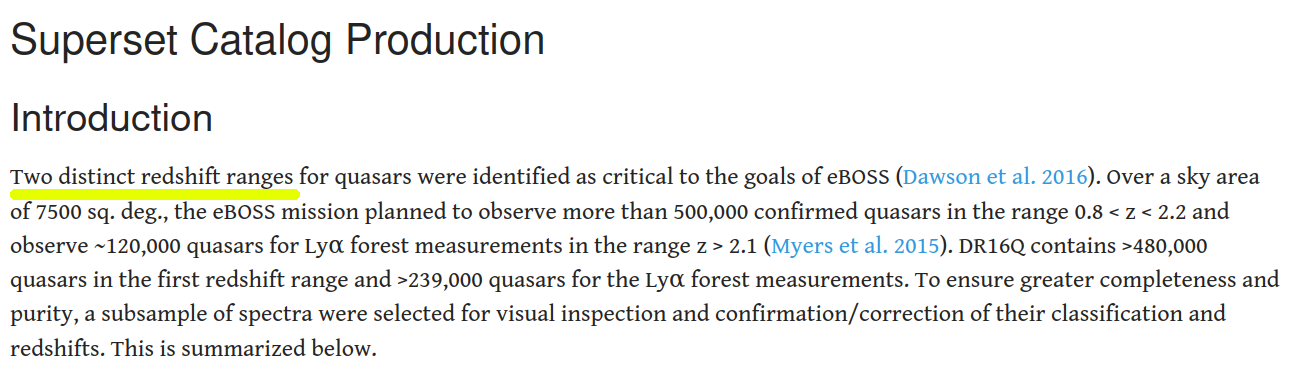 Superset Catalog Production
Introduction
Two distinct redshift ranges for quasars were identified as critical to the goals of eBOSS (Dawson et al. 2016). Over a sky area
of 7500 sq. deg., the eBOSS mission planned to observe more than 500,000 confirmed quasars in the range 0.8 < z < 2.2 and
observe ~120,000 quasars for Lyα forest measurements in the range z > 2.1 (Myers et al. 2015). DR16Q contains >480,000
quasars in the first redshift range and >239,000 quasars for the Lyα forest measurements. To ensure greater completeness and
purity, a subsample of spectra were selected for visual inspection and confirmation/correction of their classification and
redshifts. This is summarized below.